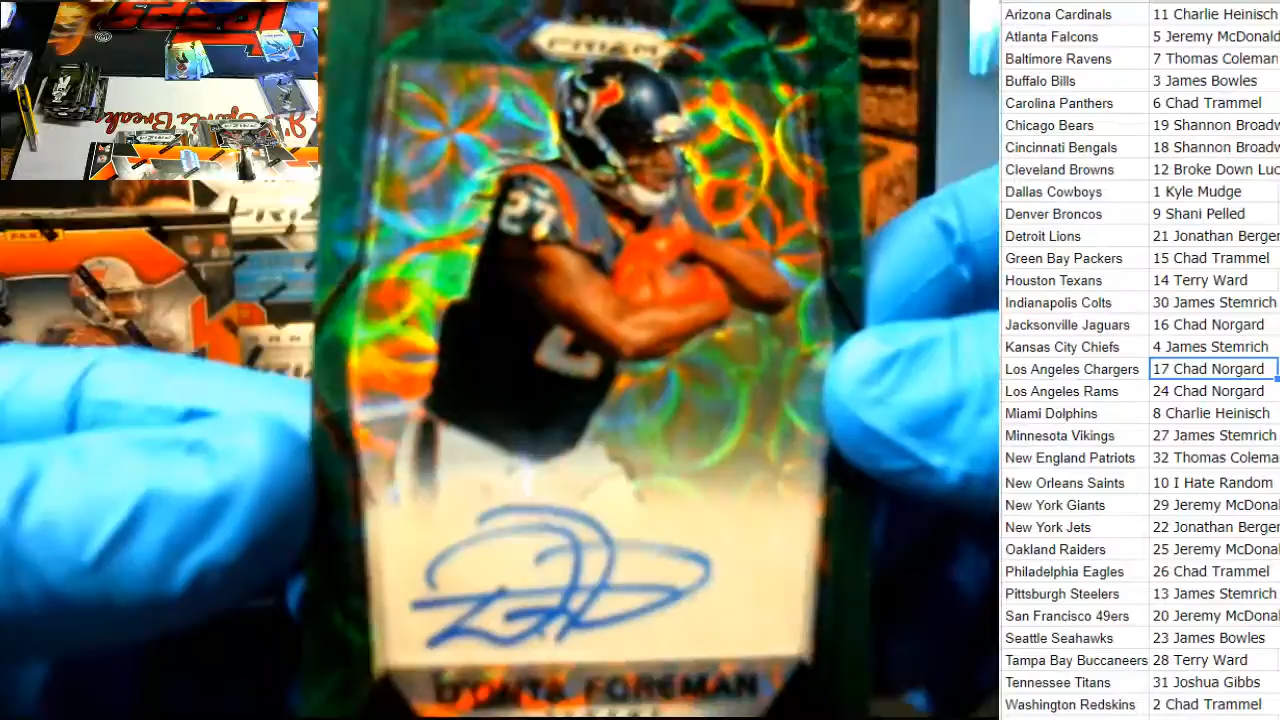 PRIZM
27
D'ONTA FOREMAN
Arizona Cardinals 11 Charlie Heinisch
Atlanta Falcons 5 Jeremy McDonald
Baltimore Ravens 7 Thomas Coleman
Buffalo Bills 3 James Bowles
Carolina Panthers 6 Chad Trammel
Chicago Bears 19 Shannon Broadw
Cincinnati Bengals 18 Shannon Broadw
Cleveland Browns 12 Broke Down Luc
Dallas Cowboys 1 Kyle Mudge
Denver Broncos 9 Shani Pelled
Detroit Lions 21 Jonathan Berger
Green Bay Packers 15 Chad Trammel
Houston Texans 14 Terry Ward
Indianapolis Colts 30 James Stemrich
Jacksonville Jaguars 16 Chad Norgard
Kansas City Chiefs 4 James Stemrich
Los Angeles Chargers 17 Chad Norgard
Los Angeles Rams 24 Chad Norgard
Miami Dolphins 8 Charlie Heinisch
Minnesota Vikings 27 James Stemrich
New England Patriots 32 Thomas Colema
New Orleans Saints 10 I Hate Random
New York Giants 29 Jeremy McDonal
New York Jets 22 Jonathan Berger
Oakland Raiders 25 Jeremy McDonal
Philadelphia Eagles 26 Chad Trammel
Pittsburgh Steelers 13 James Stemrich
San Francisco 49ers 20 Jeremy McDonal
Seattle Seahawks 23 James Bowles
Tampa Bay Buccaneers 28 Terry Ward
Tennessee Titans 31 Joshua Gibbs
Washington Redskins 2 Chad Trammel